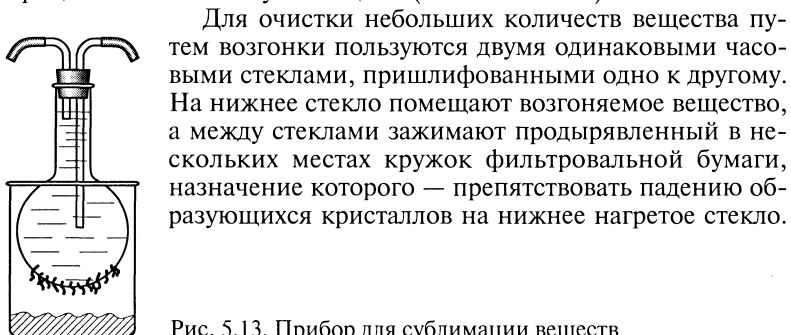 Для очистки небольших количеств вещества пу-
тем возгонки пользуются двумя одинаковыми часо-
выми стеклами, пришлифованными одно к другому.
На нижнее стекло помещают возгоняемое вещество,
а между стеклами зажимают продырявленный в не-
скольких местах кружок фильтровальной бумаги,
назначение которого — препятствовать падению об-
разующихся кристаллов на нижнее нагретое стекло.
Рис. 5.13. Прибор для сублимации веществ